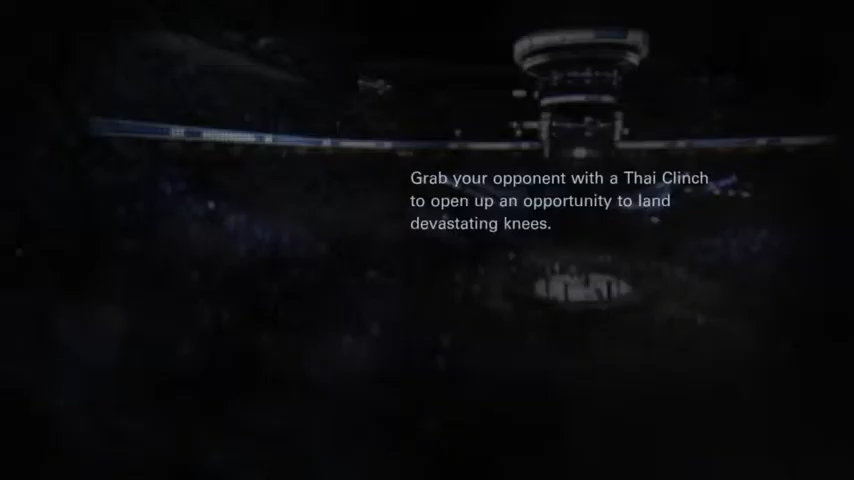 Grab your opponent with a Thai Clinch
to open up an opportunity to land
devastating knees.